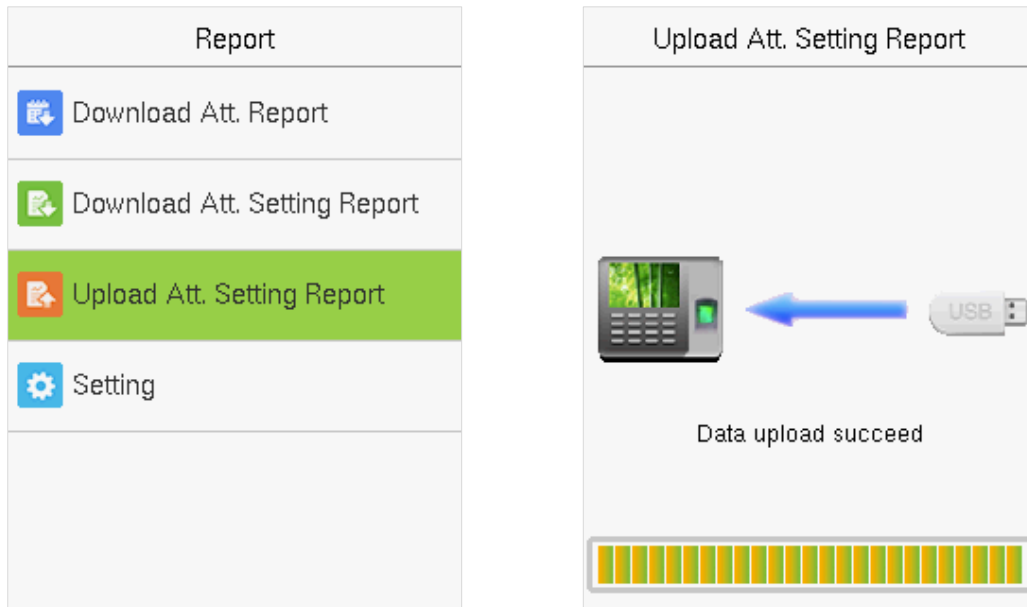 Report
Download Att. Report
Download Att. Setting Report
Upload Att. Setting Report
Setting
Upload Att. Setting Report
USB
Data upload succeed